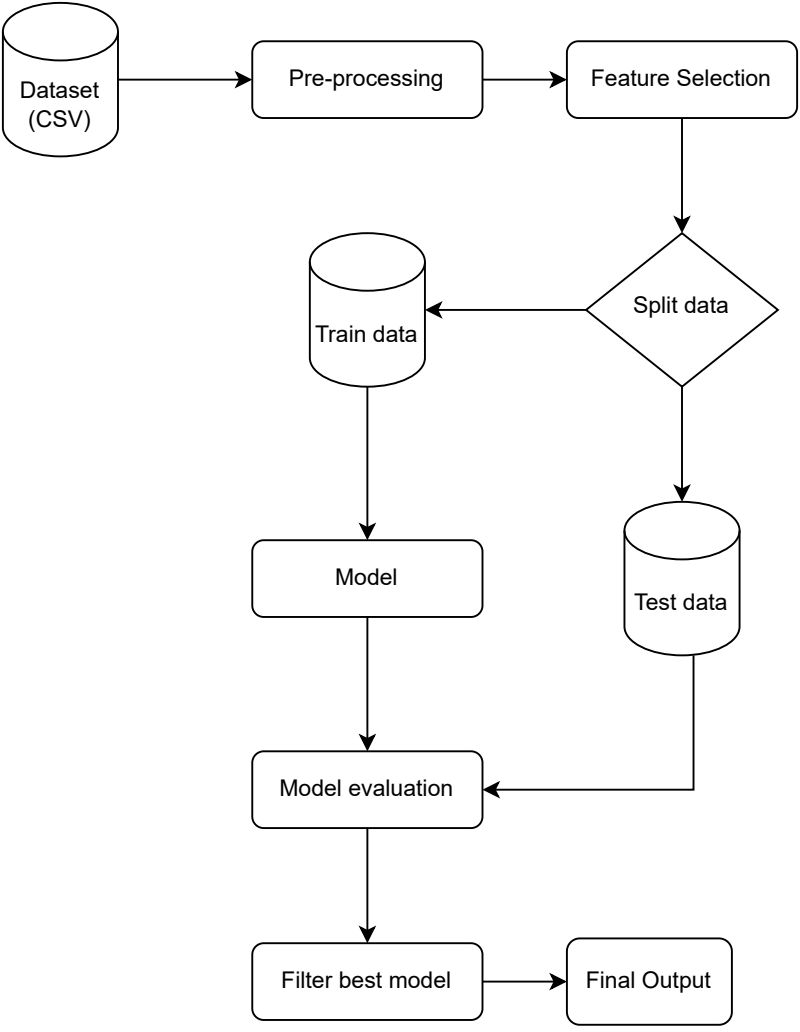 Dataset
(CSV)
Pre-processing
Feature Selection
Split data
Train data
Model
Test data
Model evaluation
Filter best model
Final Output